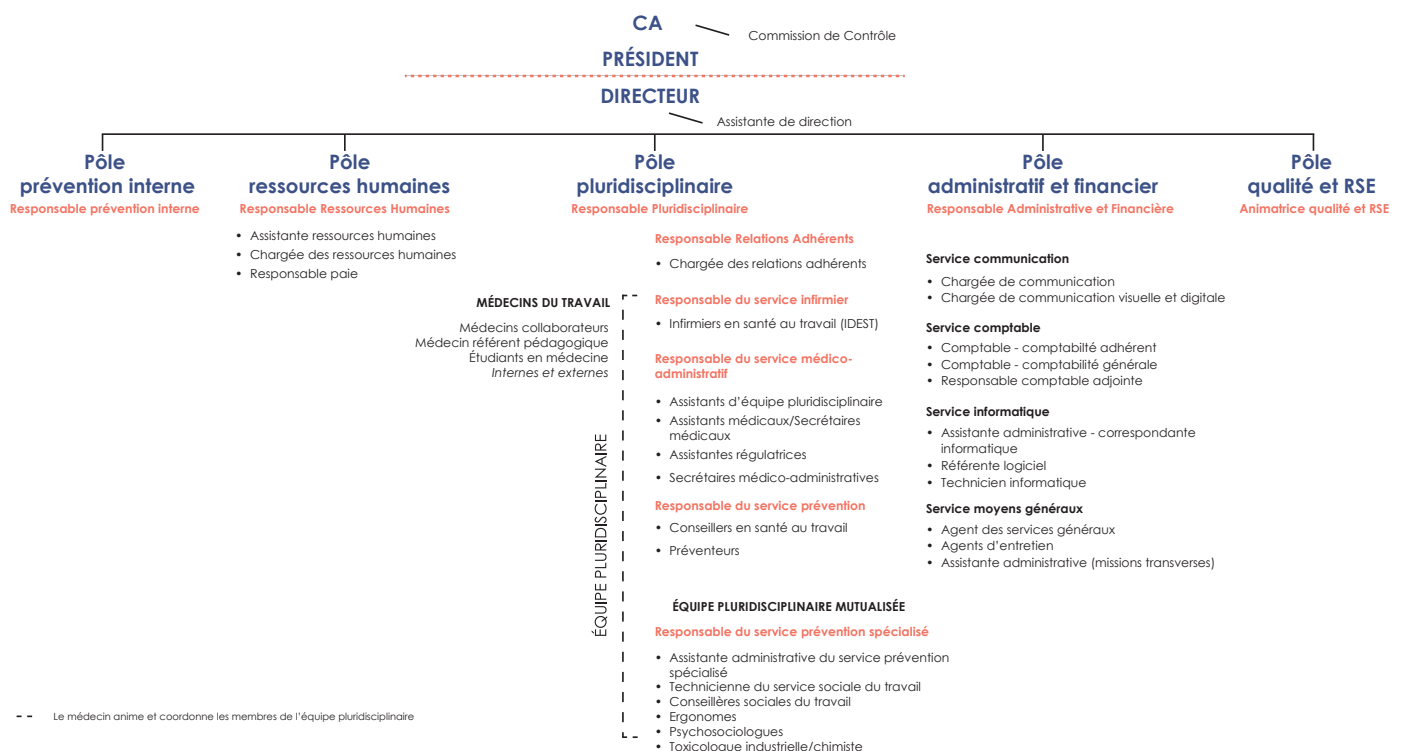 CA
Commission de Contrôle
PRÉSIDENT
DIRECTEUR
Assistante de direction
Pôle
prévention interne
Responsable prévention interne
Pôle
ressources humaines
Responsable Ressources Humaines
• Assistante ressources humaines
• Chargée des ressources humaines
• Responsable paie
Pôle
pluridisciplinaire
Responsable Pluridisciplinaire
MÉDECINS DU TRAVAIL
Médecins collaborateurs
Médecin référent pédagogique
Étudiants en médecine
Internes et externes
ÉQUIPE PLURIDISCIPLINAIRE
Responsable Relations Adhérents
• Chargée des relations adhérents
Responsable du service infirmier
• Infirmiers en santé au travail (IDEST)
Responsable du service médico-
administratif
• Assistants d'équipe pluridisciplinaire
• Assistants médicaux/Secrétaires
médicaux
• Assistantes régulatrices
• Secrétaires médico-administratives
Responsable du service prévention
• Conseillers en santé au travail
• Préventeurs
ÉQUIPE PLURIDISCIPLINAIRE MUTUALISÉE
Responsable du service prévention spécialisé
• Assistante administrative du service prévention
spécialisé
• Technicienne du service sociale du travail
• Conseillères sociales du travail
• Ergonomes
• Psychosociologues
• Toxicologue industrielle/chimiste
Pôle
administratif et financier
Responsable Administrative et Financière
Service communication
• Chargée de communication
• Chargée de communication visuelle et digitale
Service comptable
• Comptable - comptabilté adhérent
• Comptable - comptabilité générale
• Responsable comptable adjointe
Service informatique
• Assistante administrative - correspondante
informatique
• Référente logiciel
• Technicien informatique
Service moyens généraux
• Agent des services généraux
• Agents d'entretien
• Assistante administrative (missions transverses)
Pôle
qualité et RSE
Animatrice qualité et RSE
Le médecin anime et coordonne les membres de l'équipe pluridisciplinaire